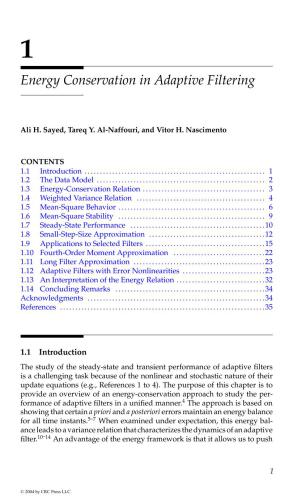 1
Energy Conservation in Adaptive Filtering
Ali H. Sayed, Tareq Y. Al-Naffouri, and Vitor H. Nascimento
CONTENTS
1.1 Introduction ........................................................ 1
1.2 The Data Model ................................................... 2
1.3 Energy-Conservation Relation .................................... 3
1.4 Weighted Variance Relation ....................................... 4
1.5 Mean-Square Behavior ............................................. 6
1.6 Mean-Square Stability ............................................. 9
1.7 Steady-State Performance ......................................... 10
1.8 Small-Step-Size Approximation .................................... 12
1.9 Applications to Selected Filters ................................... 15
1.10 Fourth-Order Moment Approximation ............................ 22
1.11 Long Filter Approximation ........................................ 23
1.12 Adaptive Filters with Error Nonlinearities ......................... 23
1.13 An Interpretation of the Energy Relation ........................... 32
1.14 Concluding Remarks .............................................. 34
Acknowledgments ...................................................... 34
References ............................................................. 35
1.1 Introduction
The study of the steady-state and transient performance of adaptive filters
is a challenging task because of the nonlinear and stochastic nature of their
update equations (e.g., References 1 to 4). The purpose of this chapter is to
provide an overview of an energy-conservation approach to study the per-
formance of adaptive filters in a unified manner.4 The approach is based on
showing that certain a priori and a posteriori errors maintain an energy balance
for all time instants.5–7 When examined under expectation, this energy bal-
ance leads to a variance relation that characterizes the dynamics of an adaptive
filter.10–14 An advantage of the energy framework is that it allows us to push
1
© 2004 by CRC Press LLC